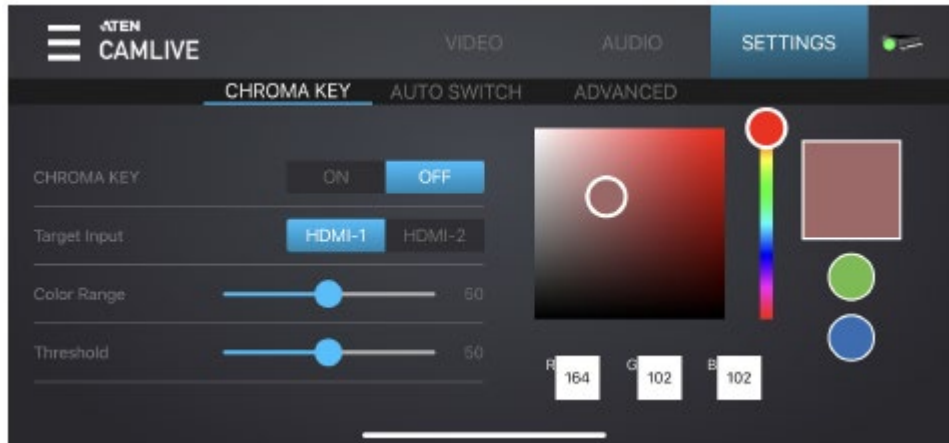 ATEN
CAMLIVE
VIDEO
AUDIO
SETTINGS
CHROMA KEY
AUTO SWITCH
ADVANCED
CHROMA KEY
ON
OFF
Target Input
HDMI-1
HDMI-2
Color Range
50
Threshold
50
R
164
G
102
B
102